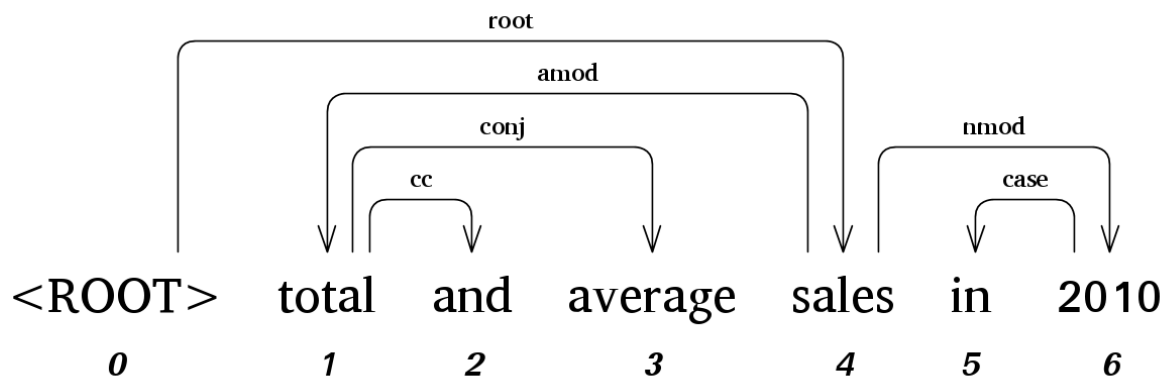 root
amod
conj
nmod
cc
case
<ROOT> total and average sales in 2010
0 1 2 3 4 5 6